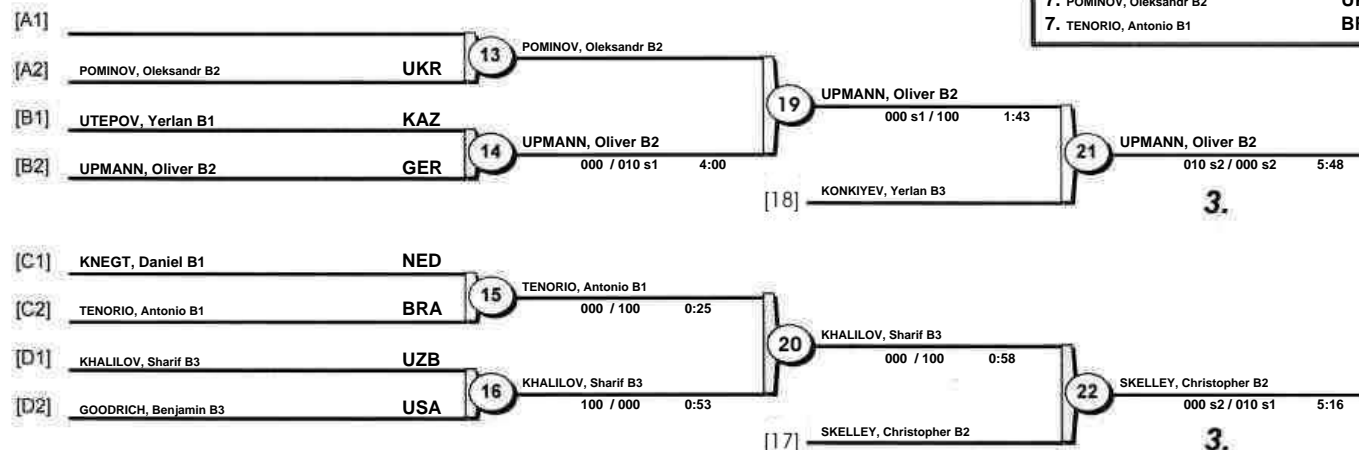 7. POMINOV, Oleksandr B2
7. TENORIO, Antonio B1
[A1]
[A2] POMINOV, Oleksandr B2 UKR
13
POMINOV, Oleksandr B2
[B1] UTEPOV, Yerlan B1 KAZ
[B2] UPMANN, Oliver B2 GER
14
UPMANN, Oliver B2
000 / 010 s1 4:00
19
UPMANN, Oliver B2
000 s1 / 100 1:43
[18] KONKIYEV, Yerlan B3
21
UPMANN, Oliver B2
010 s2 / 000 s2 5:48
3.
[C1] KNEGT, Daniel B1 NED
[C2] TENORIO, Antonio B1 BRA
15
TENORIO, Antonio B1
000 / 100 0:25
[D1] KHALILOV, Sharif B3 UZB
[D2] GOODRICH, Benjamin B3 USA
16
KHALILOV, Sharif B3
100 / 000 0:53
20
KHALILOV, Sharif B3
000 / 100 0:58
[17] SKELLEY, Christopher B2
22
SKELLEY, Christopher B2
000 s2 / 010 s1 5:16
3.